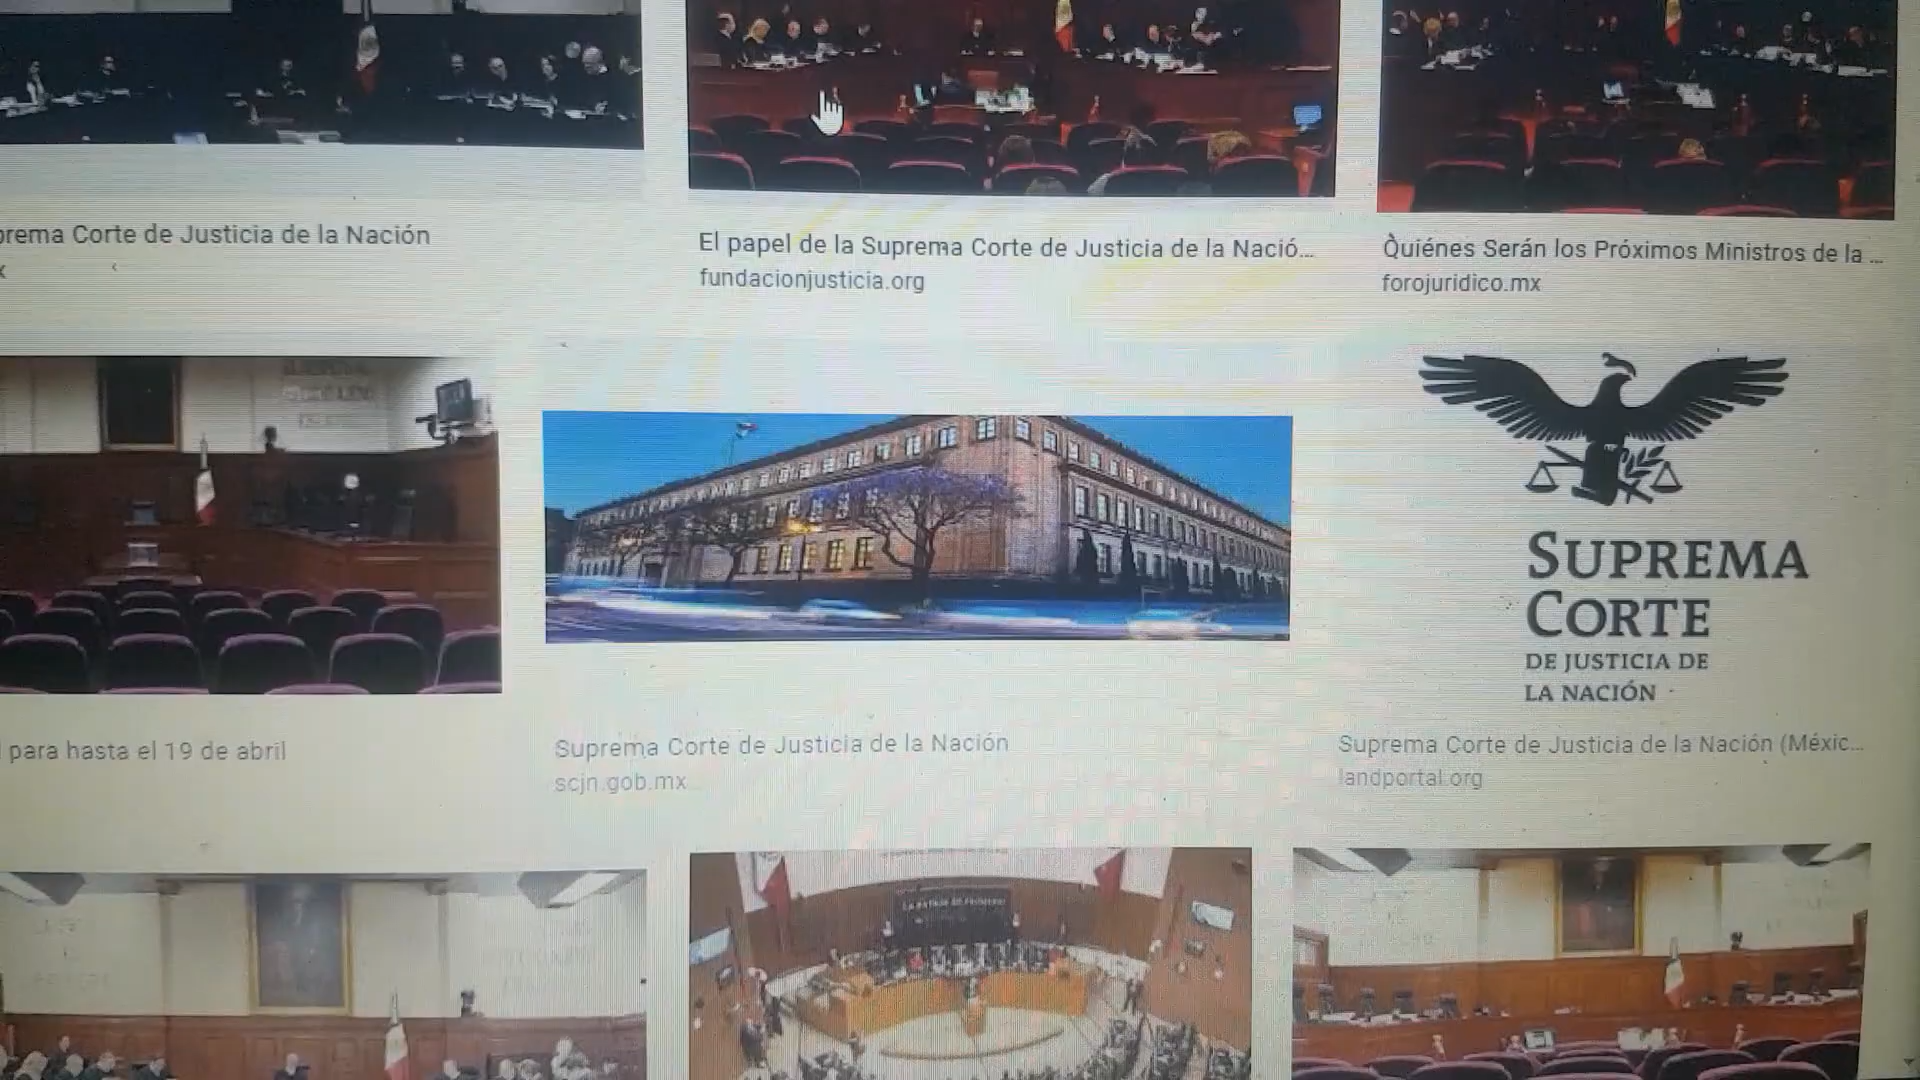 prema Corte de Justicia de la Nación
x
El papel de la Suprema Corte de Justicia de la Nació...
fundacionjusticia.org
Quiénes Serán los Próximos Ministros de la ...
forojuridico.mx
SUPREMA
CORTE
DE JUSTICIA DE
LA NACIÓN
para hasta el 19 de abril
Suprema Corte de Justicia de la Nación
scjn.gob.mx
Suprema Corte de Justicia de la Nación (Méxic...
landportal.org